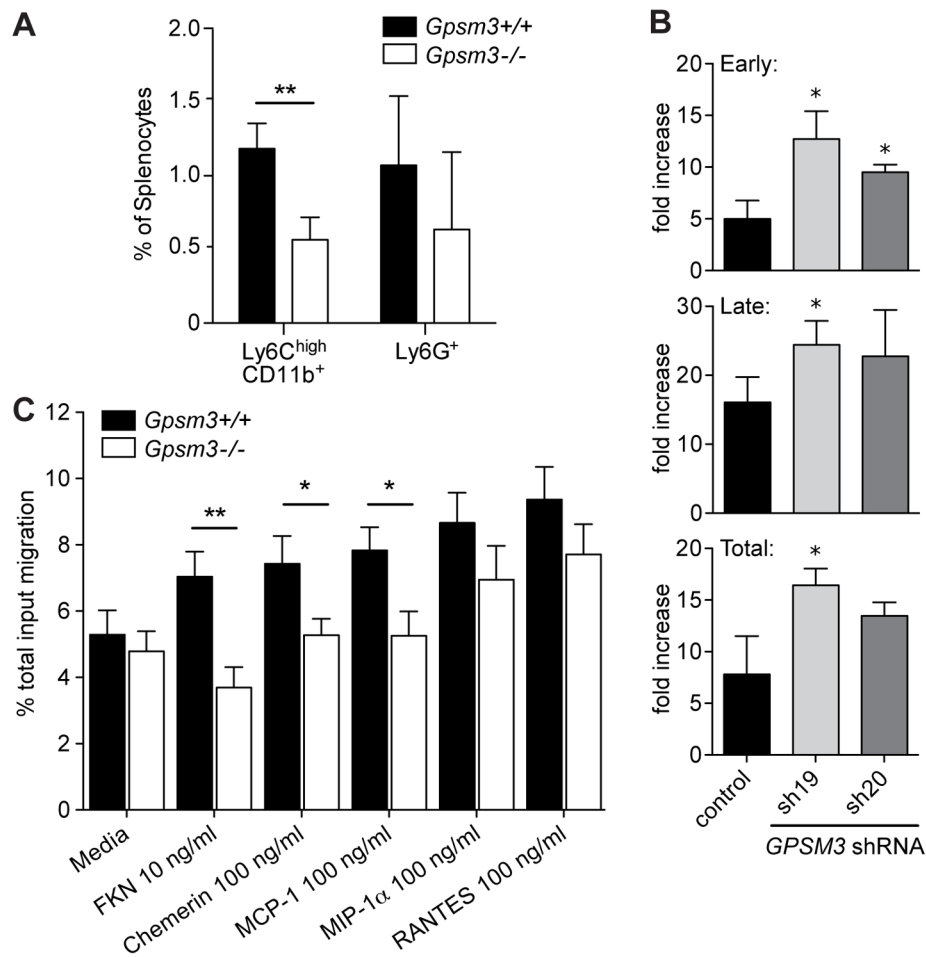 A
Gpsm3+/+
Gpsm3-/-
**
% of Splenocytes
2.0
1.5
1.0
0.5
0
Ly6Chigh
CD11b+
Ly6G+
B
Early:
fold increase
20
15
10
5
0
*
*
Late:
fold increase
30
20
10
0
*
Total:
fold increase
20
15
10
5
0
*
control
sh19
sh20
GPSM3 shRNA
C
Gpsm3+/+
Gpsm3-/-
% total input migration
12
10
8
6
4
2
0
**
*
*
Media
FKN 10 ng/ml
Chemerin 100 ng/ml
MCP-1 100 ng/ml
MIP-1α 100 ng/ml
RANTES 100 ng/ml